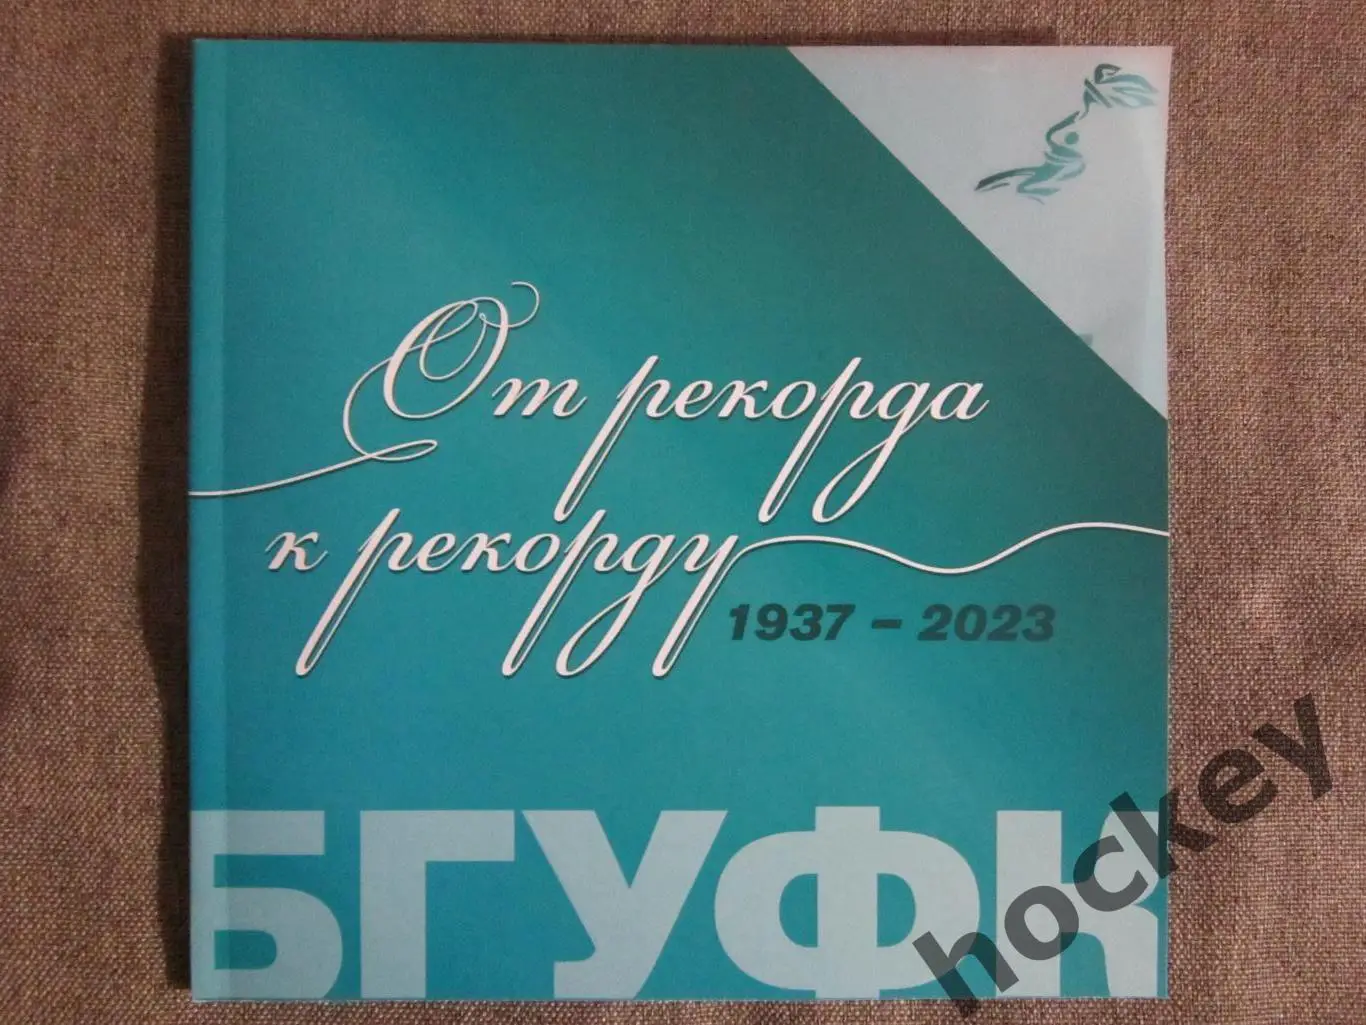 От рекорда
к рекорду
1937 – 2023
БГУФК
hockey